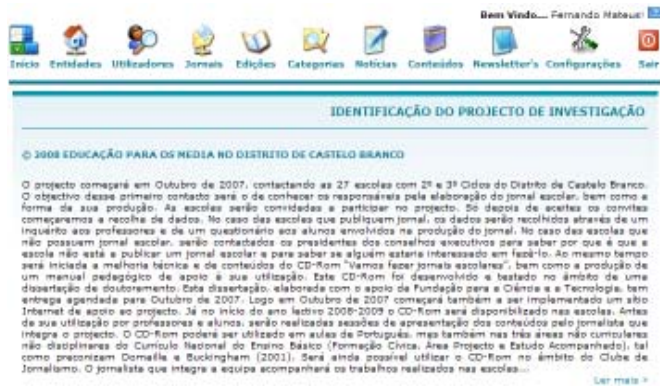 Bem Vindo... Fernando Mateus!
Início Entidades Utilizadores Jornais Edições Categorias Notícias Conteúdos Newsletter's Configurações Sair
IDENTIFICAÇÃO DO PROJECTO DE INVESTIGAÇÃO
© 2008 EDUCAÇÃO PARA OS MEDIA NO DISTRITO DE CASTELO BRANCO
O projecto começará em Outubro de 2007, contactando as 27 escolas com 2º e 3º Ciclos do Distrito de Castelo Branco.
O objectivo desse primeiro contacto será o de conhecer os responsáveis pela elaboração do jornal escolar, bem como a
forma da sua produção. As escolas serão convidadas a participar no projecto. Só depois de aceites os convites
começaremos a recolha de dados. No caso das escolas que publiquem jornal, os dados serão recolhidos através de um
inquérito aos professores e de um questionário aos alunos envolvidos na produção do jornal. No caso das escolas que
não possuem jornal escolar, serão contactados os presidentes dos conselhos executivos para saber por que é que a
escola não está a publicar um jornal escolar e para saber se alguém estaria interessado em fazê-lo. Ao mesmo tempo
será iniciada a melhoria técnica e de conteúdos do CD-Rom "Vamos fazer jornais escolares", bem como a produção de
um manual pedagógico de apoio à sua utilização. Este CD-Rom foi desenvolvido e testado no âmbito de uma
dissertação de doutoramento. Esta dissertação, elaborada com o apoio da Fundação para a Ciência e a Tecnologia, tem
entrega agendada para Outubro de 2007. Logo em Outubro de 2007 começará também a ser implementado um sítio
Internet de apoio ao projecto. Já no início do ano lectivo 2008-2009 o CD-Rom será disponibilizado nas escolas. Antes
da sua utilização por professores e alunos, serão realizadas sessões de apresentação dos conteúdos pelo jornalista que
integra o projecto. O CD-Rom poderá ser utilizado em aulas de Português, mas também nas três áreas não curriculares
não disciplinares do Currículo Nacional do Ensino Básico (Formação Cívica, Área Projecto e Estudo Acompanhado), tal
como preconizam Domaille e Buckingham (2001). Será ainda possível utilizar o CD-Rom no âmbito do Clube de
Jornalismo. O jornalista que integra a equipa acompanhará os trabalhos realizados nas escolas...
Ler mais »